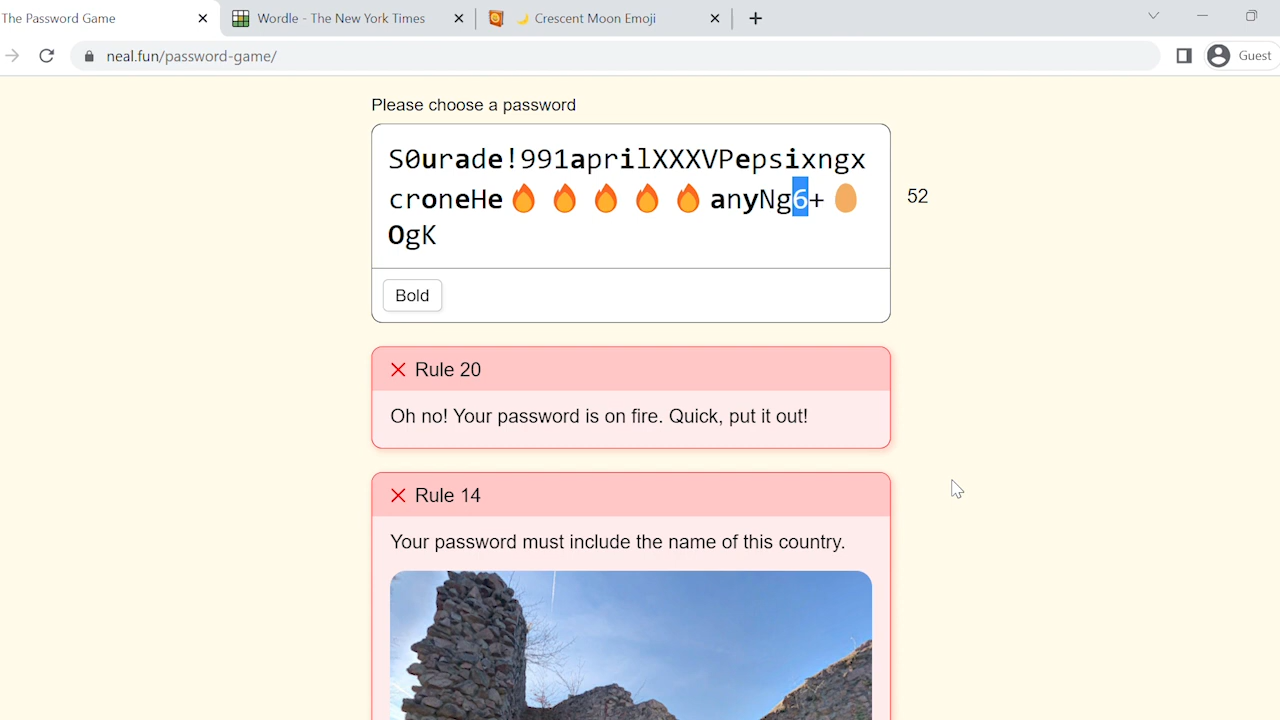 The Password Game
Wordle - The New York Times
🌙 Crescent Moon Emoji
neal.fun/password-game/
Guest
Please choose a password
S0urade!991aprilXXXVPepsixngx
croneHe🔥🔥🔥🔥🔥anyNg6+🥚
OgK
52
Bold
Rule 20
Oh no! Your password is on fire. Quick, put it out!
Rule 14
Your password must include the name of this country.